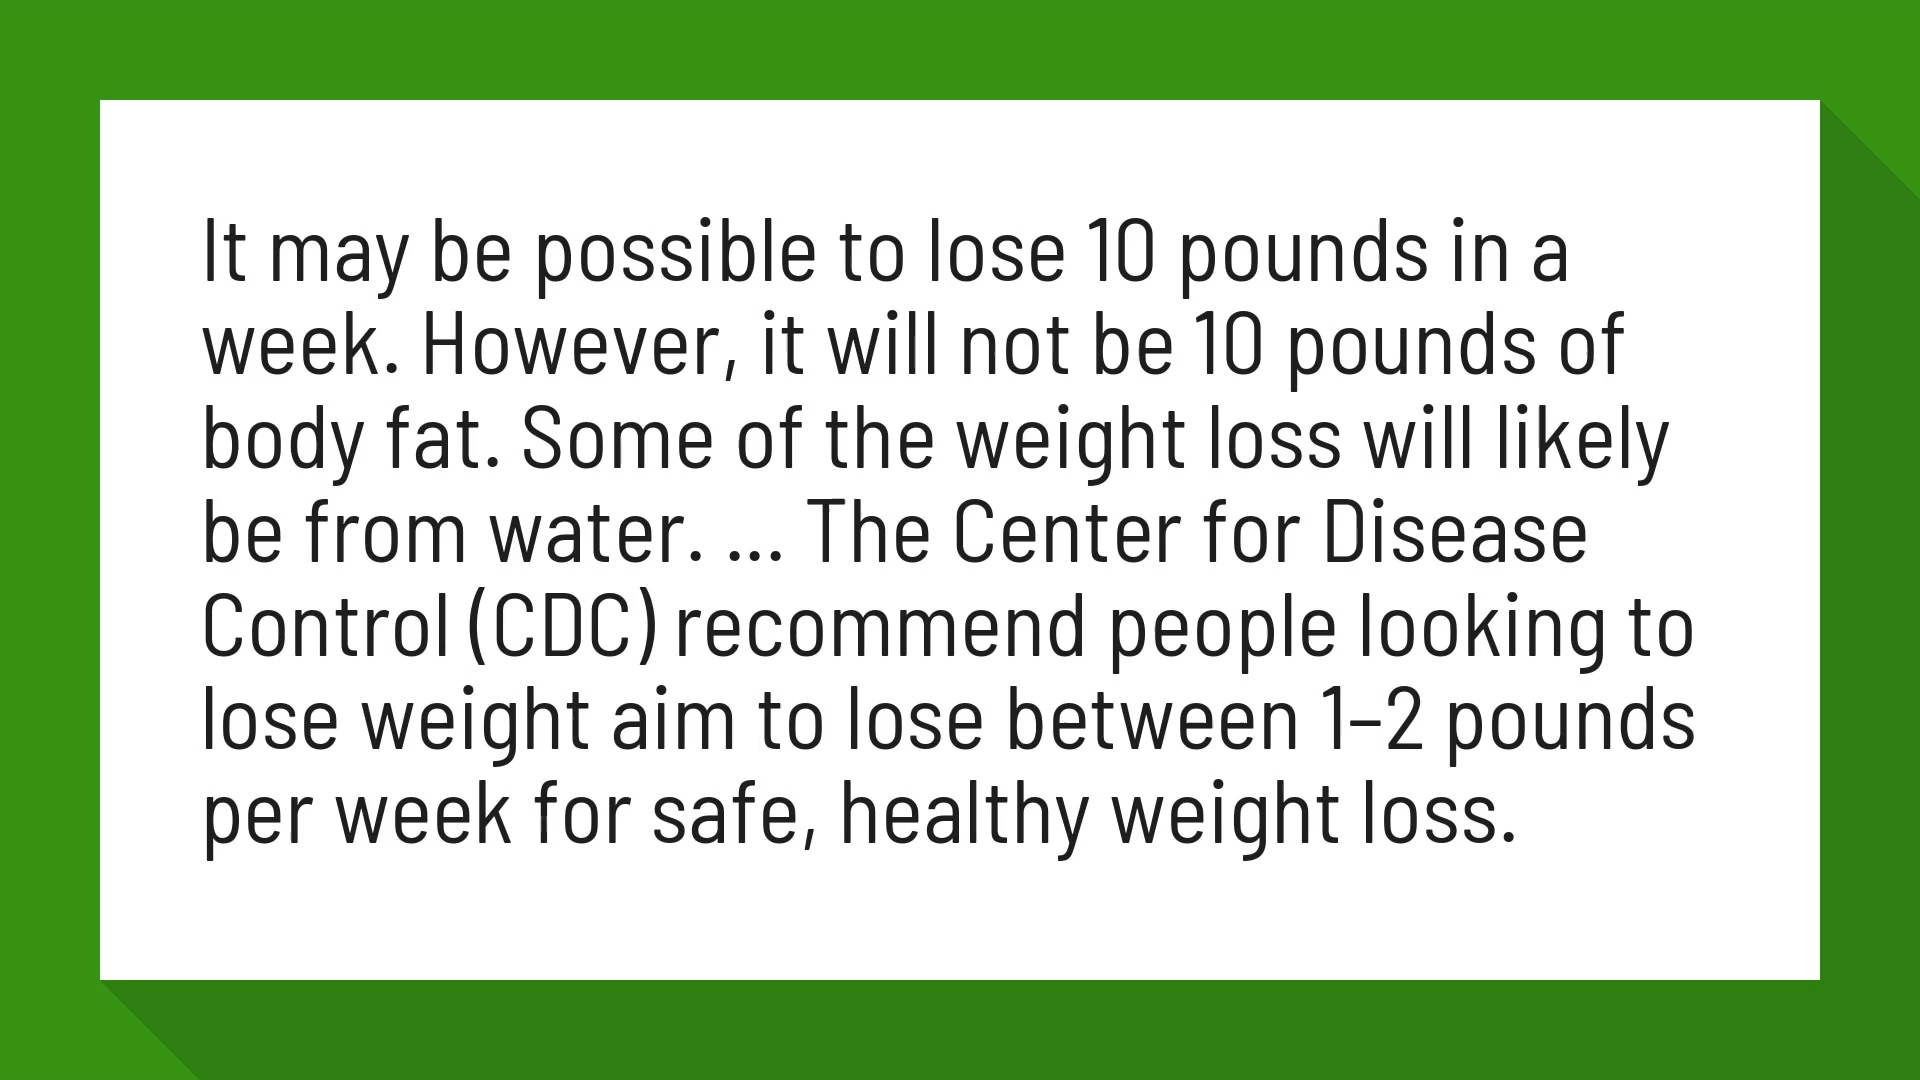 It may be possible to lose 10 pounds in a
week. However, it will not be 10 pounds of
body fat. Some of the weight loss will likely
be from water. ... The Center for Disease
Control (CDC) recommend people looking to
lose weight aim to lose between 1–2 pounds
per week for safe, healthy weight loss.